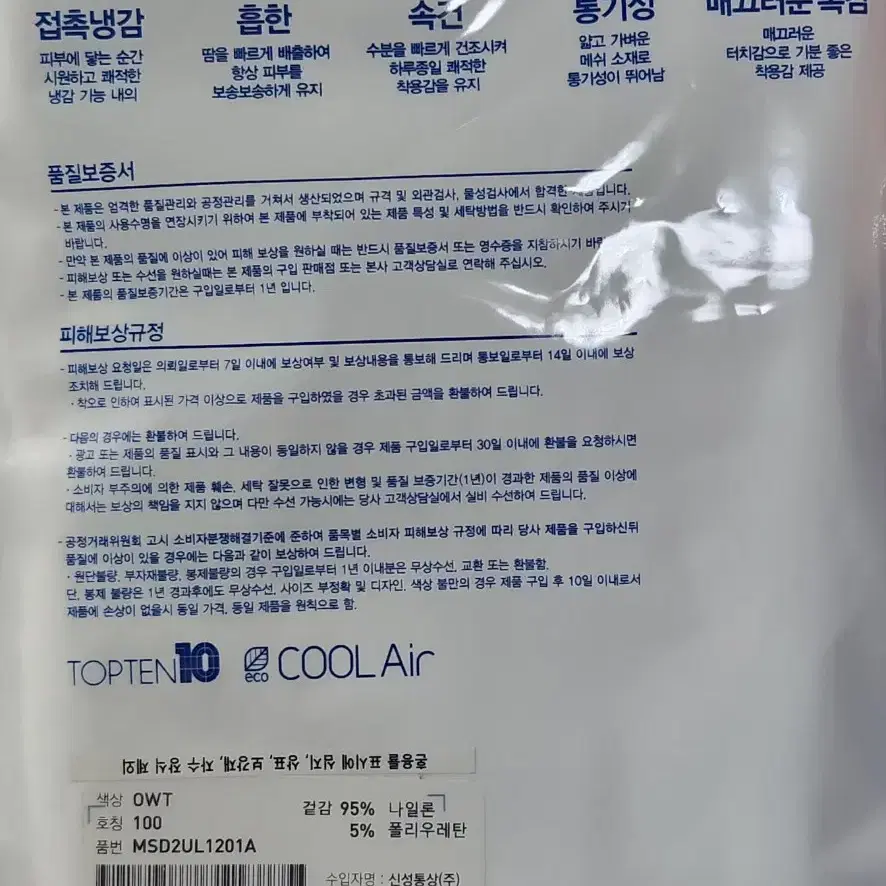 접촉냉감
피부에 닿는 순간
시원하고 쾌적한
냉감 기능 내의
흡한
땀을 빠르게 배출하여
항상 피부를
보송보송하게 유지
속건
수분을 빠르게 건조시켜
하루종일 쾌적한
착용감을 유지
통기성
얇고 가벼운
메쉬 소재로
통기성이 뛰어남
매끄러운 촉감
매끄러운
터치감으로 기분 좋은
착용감 제공
품질보증서
- 본 제품은 엄격한 품질관리와 공정관리를 거쳐서 생산되었으며 규격 및 외관검사, 물성검사에서 합격한 제품입니다.
- 본 제품의 사용수명을 연장시키기 위하여 본 제품에 부착되어 있는 제품 특성 및 세탁방법을 반드시 확인하여 주시기
바랍니다.
- 만약 본 제품의 품질에 이상이 있어 피해 보상을 원하실 때는 반드시 품질보증서 또는 영수증을 지참하시기
- 피해보상 또는 수선을 원하실때는 본 제품의 구입 판매점 또는 본사 고객상담실로 연락해 주십시오.
- 본 제품의 품질보증기간은 구입일로부터 1년 입니다.
피해보상규정
- 피해보상 요청일은 의뢰일로부터 7일 이내에 보상여부 및 보상내용을 통보해 드리며 통보일로부터 14일 이내에 보상
조치해 드립니다.
· 착오로 인하여 표시된 가격 이상으로 제품을 구입하였을 경우 초과된 금액을 환불하여 드립니다.
- 다음의 경우에는 환불하여 드립니다.
· 광고 또는 제품의 품질 표시와 그 내용이 동일하지 않을 경우 제품 구입일로부터 30일 이내에 환불을 요청하시면
환불하여 드립니다.
· 소비자 부주의에 의한 제품 훼손, 세탁 잘못으로 인한 변형 및 품질 보증기간(1년)이 경과한 제품의 품질 이상에
대해서는 보상의 책임을 지지 않으며 다만 수선 가능시에는 당사 고객상담실에서 실비 수선하여 드립니다.
- 공정거래위원회 고시 소비자분쟁해결기준에 준하여 품목별 소비자 피해보상 규정에 따리 당사 제품을 구입하신뒤
품질에 이상이 있을 경우에는 다음과 같이 보상하여 드립니다.
· 원단불량, 부자재불량, 봉제불량의 경우 구입일로부터 1년 이내분은 무상수선, 교환 또는 환불함.
단, 봉제 불량은 1년 경과후에도 무상수선, 사이즈 부정확 및 디자인, 색상 불만의 경우 제품 구입 후 10일 이내로서
제품에 손상이 없을시 동일 가격, 동일 제품을 원칙으로 함.
TOPTEN10 eco COOL Air
혼용률 표시에 심지, 상표, 보강재, 자수 장식 제외
색상 OWT
호칭 100
품번 MSD2UL1201A
겉감 95% 나일론
5% 폴리우레탄
수입자명 : 신성통상(주)